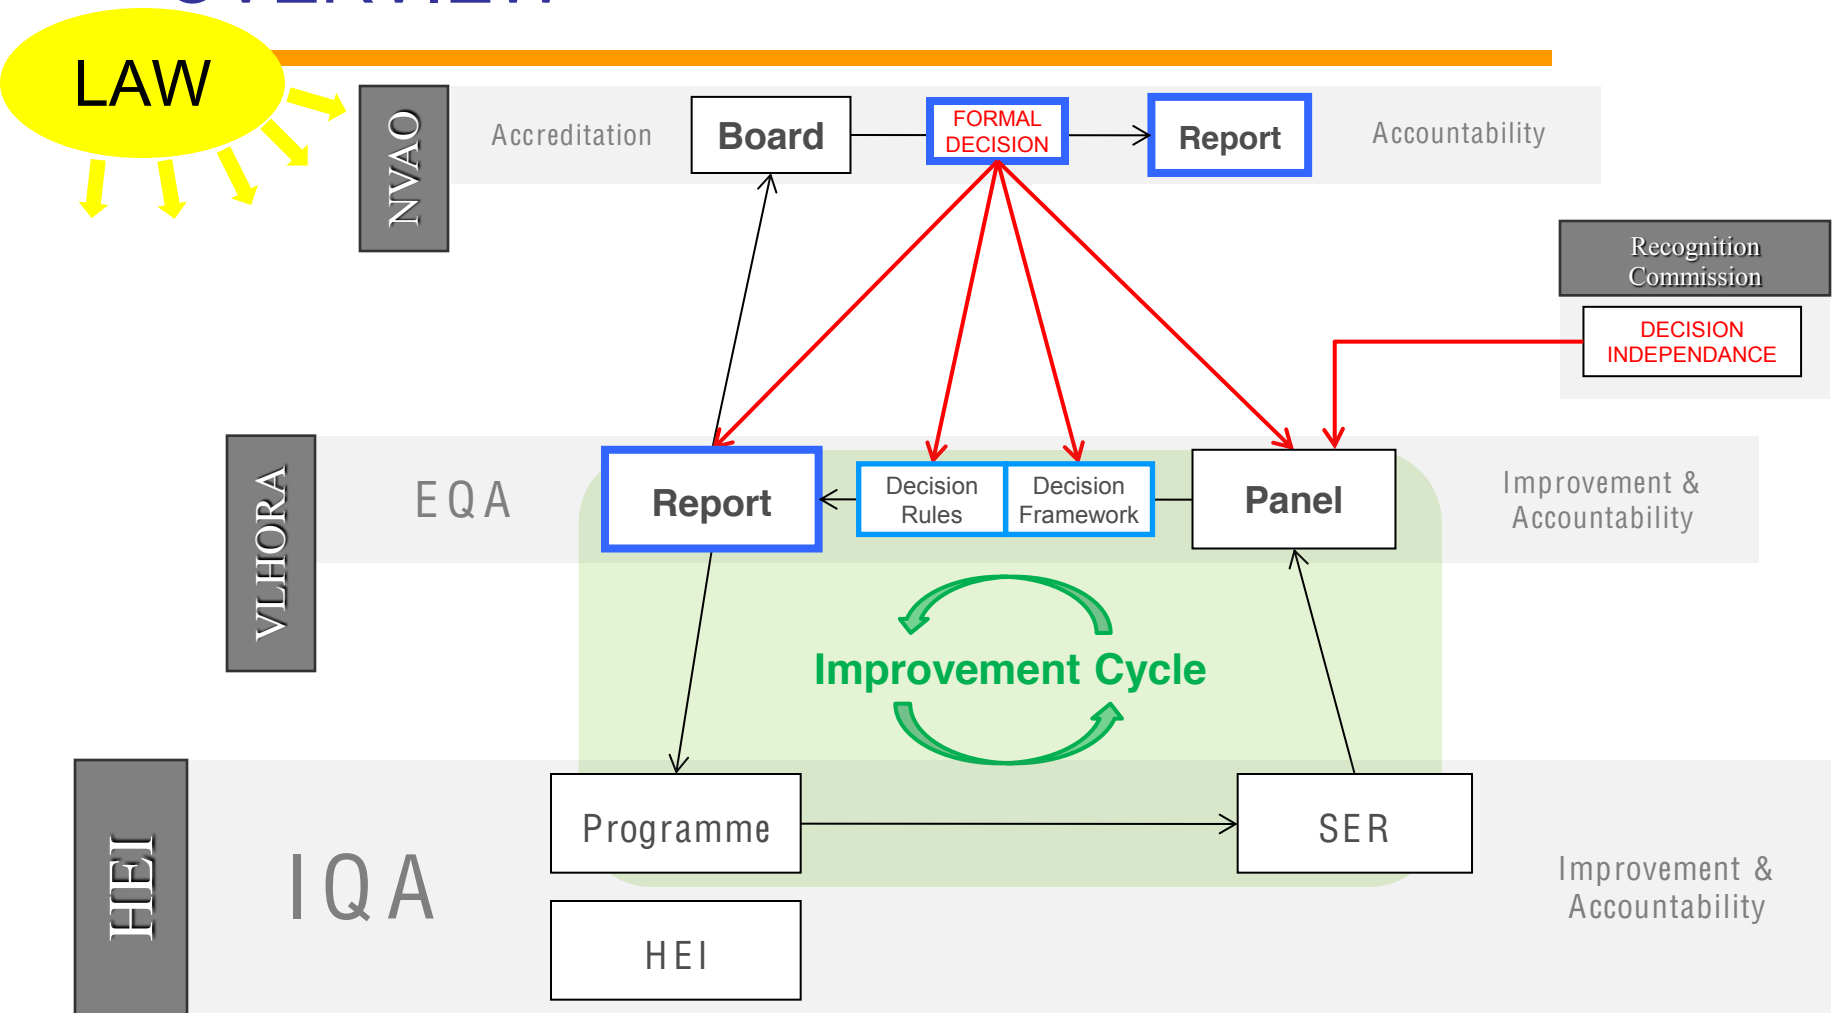 OVERVIEW
LAW
NVAO
Accreditation
Board
FORMAL
DECISION
Report
Accountability
Recognition
Commission
DECISION
INDEPENDANCE
VLHORA
EQA
Report
Decision
Rules
Decision
Framework
Panel
Improvement &
Accountability
Improvement Cycle
HEI
IQA
Programme
SER
Improvement &
Accountability
HEI